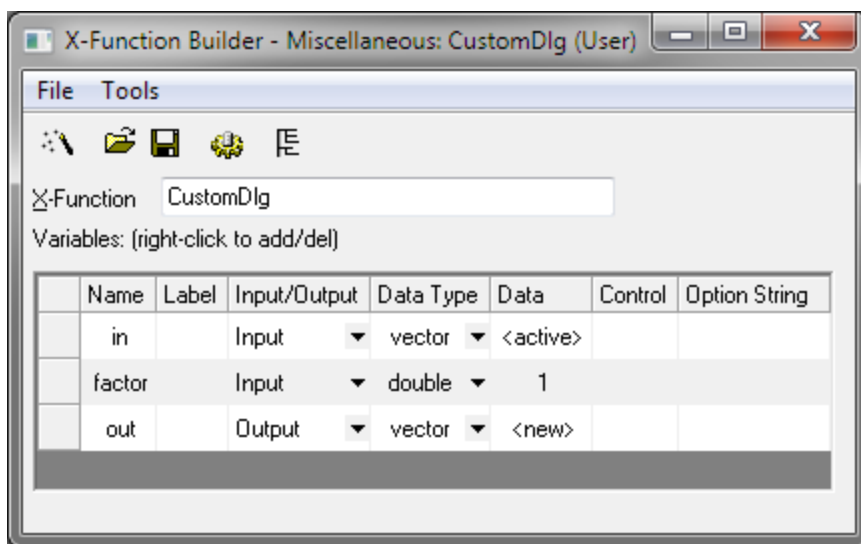 X-Function Builder - Miscellaneous: CustomDlg (User)
File Tools
X-Function CustomDlg
Variables: (right-click to add/del)
Name Label Input/Output Data Type Data Control Option String
in Input vector <active>
factor Input double 1
out Output vector <new>